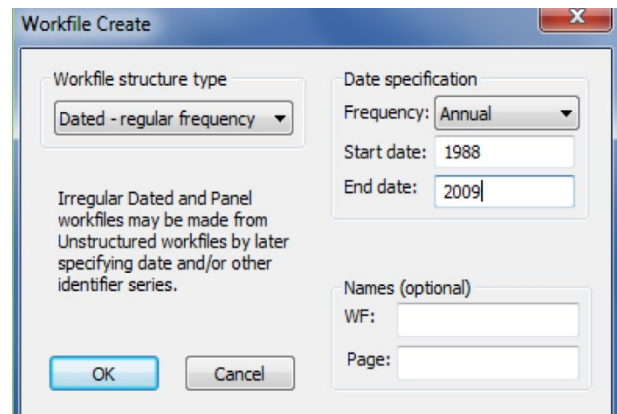 Workfile Create
Workfile structure type
Dated - regular frequency
Irregular Dated and Panel
workfiles may be made from
Unstructured workfiles by later
specifying date and/or other
identifier series.
Date specification
Frequency: Annual
Start date: 1988
End date: 2009
Names (optional)
WF:
Page:
OK
Cancel